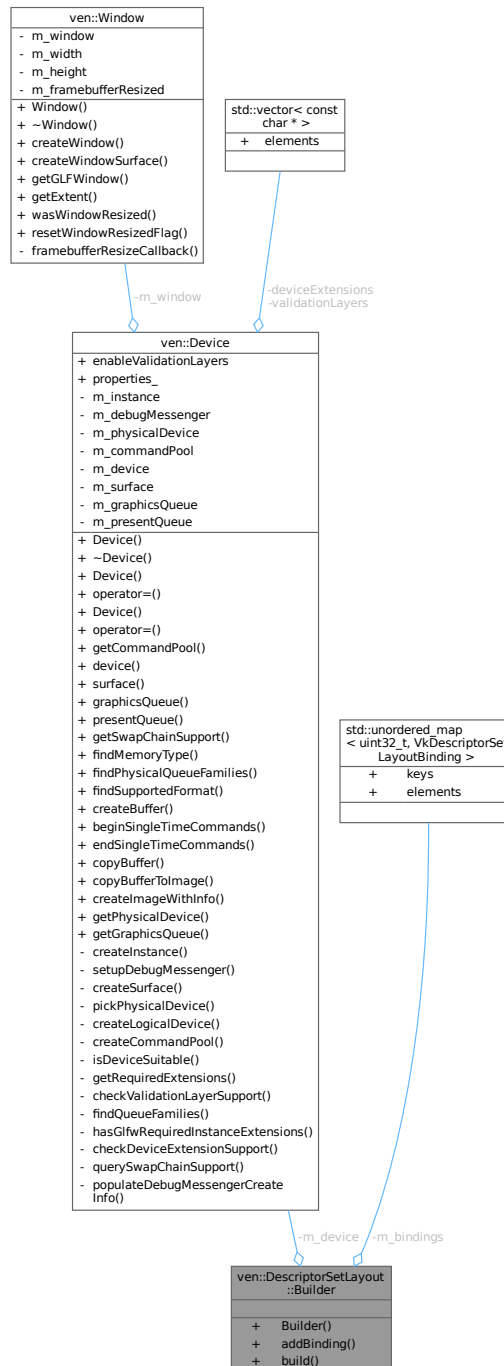 ven::Window
- m_window
- m_width
- m_height
- m_framebufferResized
+ Window()
+ ~Window()
+ createWindow()
+ createWindowSurface()
+ getGLFWindow()
+ getExtent()
+ wasWindowResized()
+ resetWindowResizedFlag()
- framebufferResizeCallback()
std::vector< const
char * >
+ elements
-m_window
-deviceExtensions
-validationLayers
ven::Device
+ enableValidationLayers
+ properties_
- m_instance
- m_debugMessenger
- m_physicalDevice
- m_commandPool
- m_device
- m_surface
- m_graphicsQueue
- m_presentQueue
+ Device()
+ ~Device()
+ Device()
+ operator=()
+ Device()
+ operator=()
+ getCommandPool()
+ device()
+ surface()
+ graphicsQueue()
+ presentQueue()
+ getSwapChainSupport()
+ findMemoryType()
+ findPhysicalQueueFamilies()
+ findSupportedFormat()
+ createBuffer()
+ beginSingleTimeCommands()
+ endSingleTimeCommands()
+ copyBuffer()
+ copyBufferToImage()
+ createImageWithInfo()
+ getPhysicalDevice()
+ getGraphicsQueue()
- createInstance()
- setupDebugMessenger()
- createSurface()
- pickPhysicalDevice()
- createLogicalDevice()
- createCommandPool()
- isDeviceSuitable()
- getRequiredExtensions()
- checkValidationLayerSupport()
- findQueueFamilies()
- hasGlfwRequiredInstanceExtensions()
- checkDeviceExtensionSupport()
- querySwapChainSupport()
- populateDebugMessengerCreate
Info()
std::unordered_map
< uint32_t, VkDescriptorSet
LayoutBinding >
+ keys
+ elements
-m_device
-m_bindings
ven::DescriptorSetLayout
::Builder
+ Builder()
+ addBinding()
+ build()